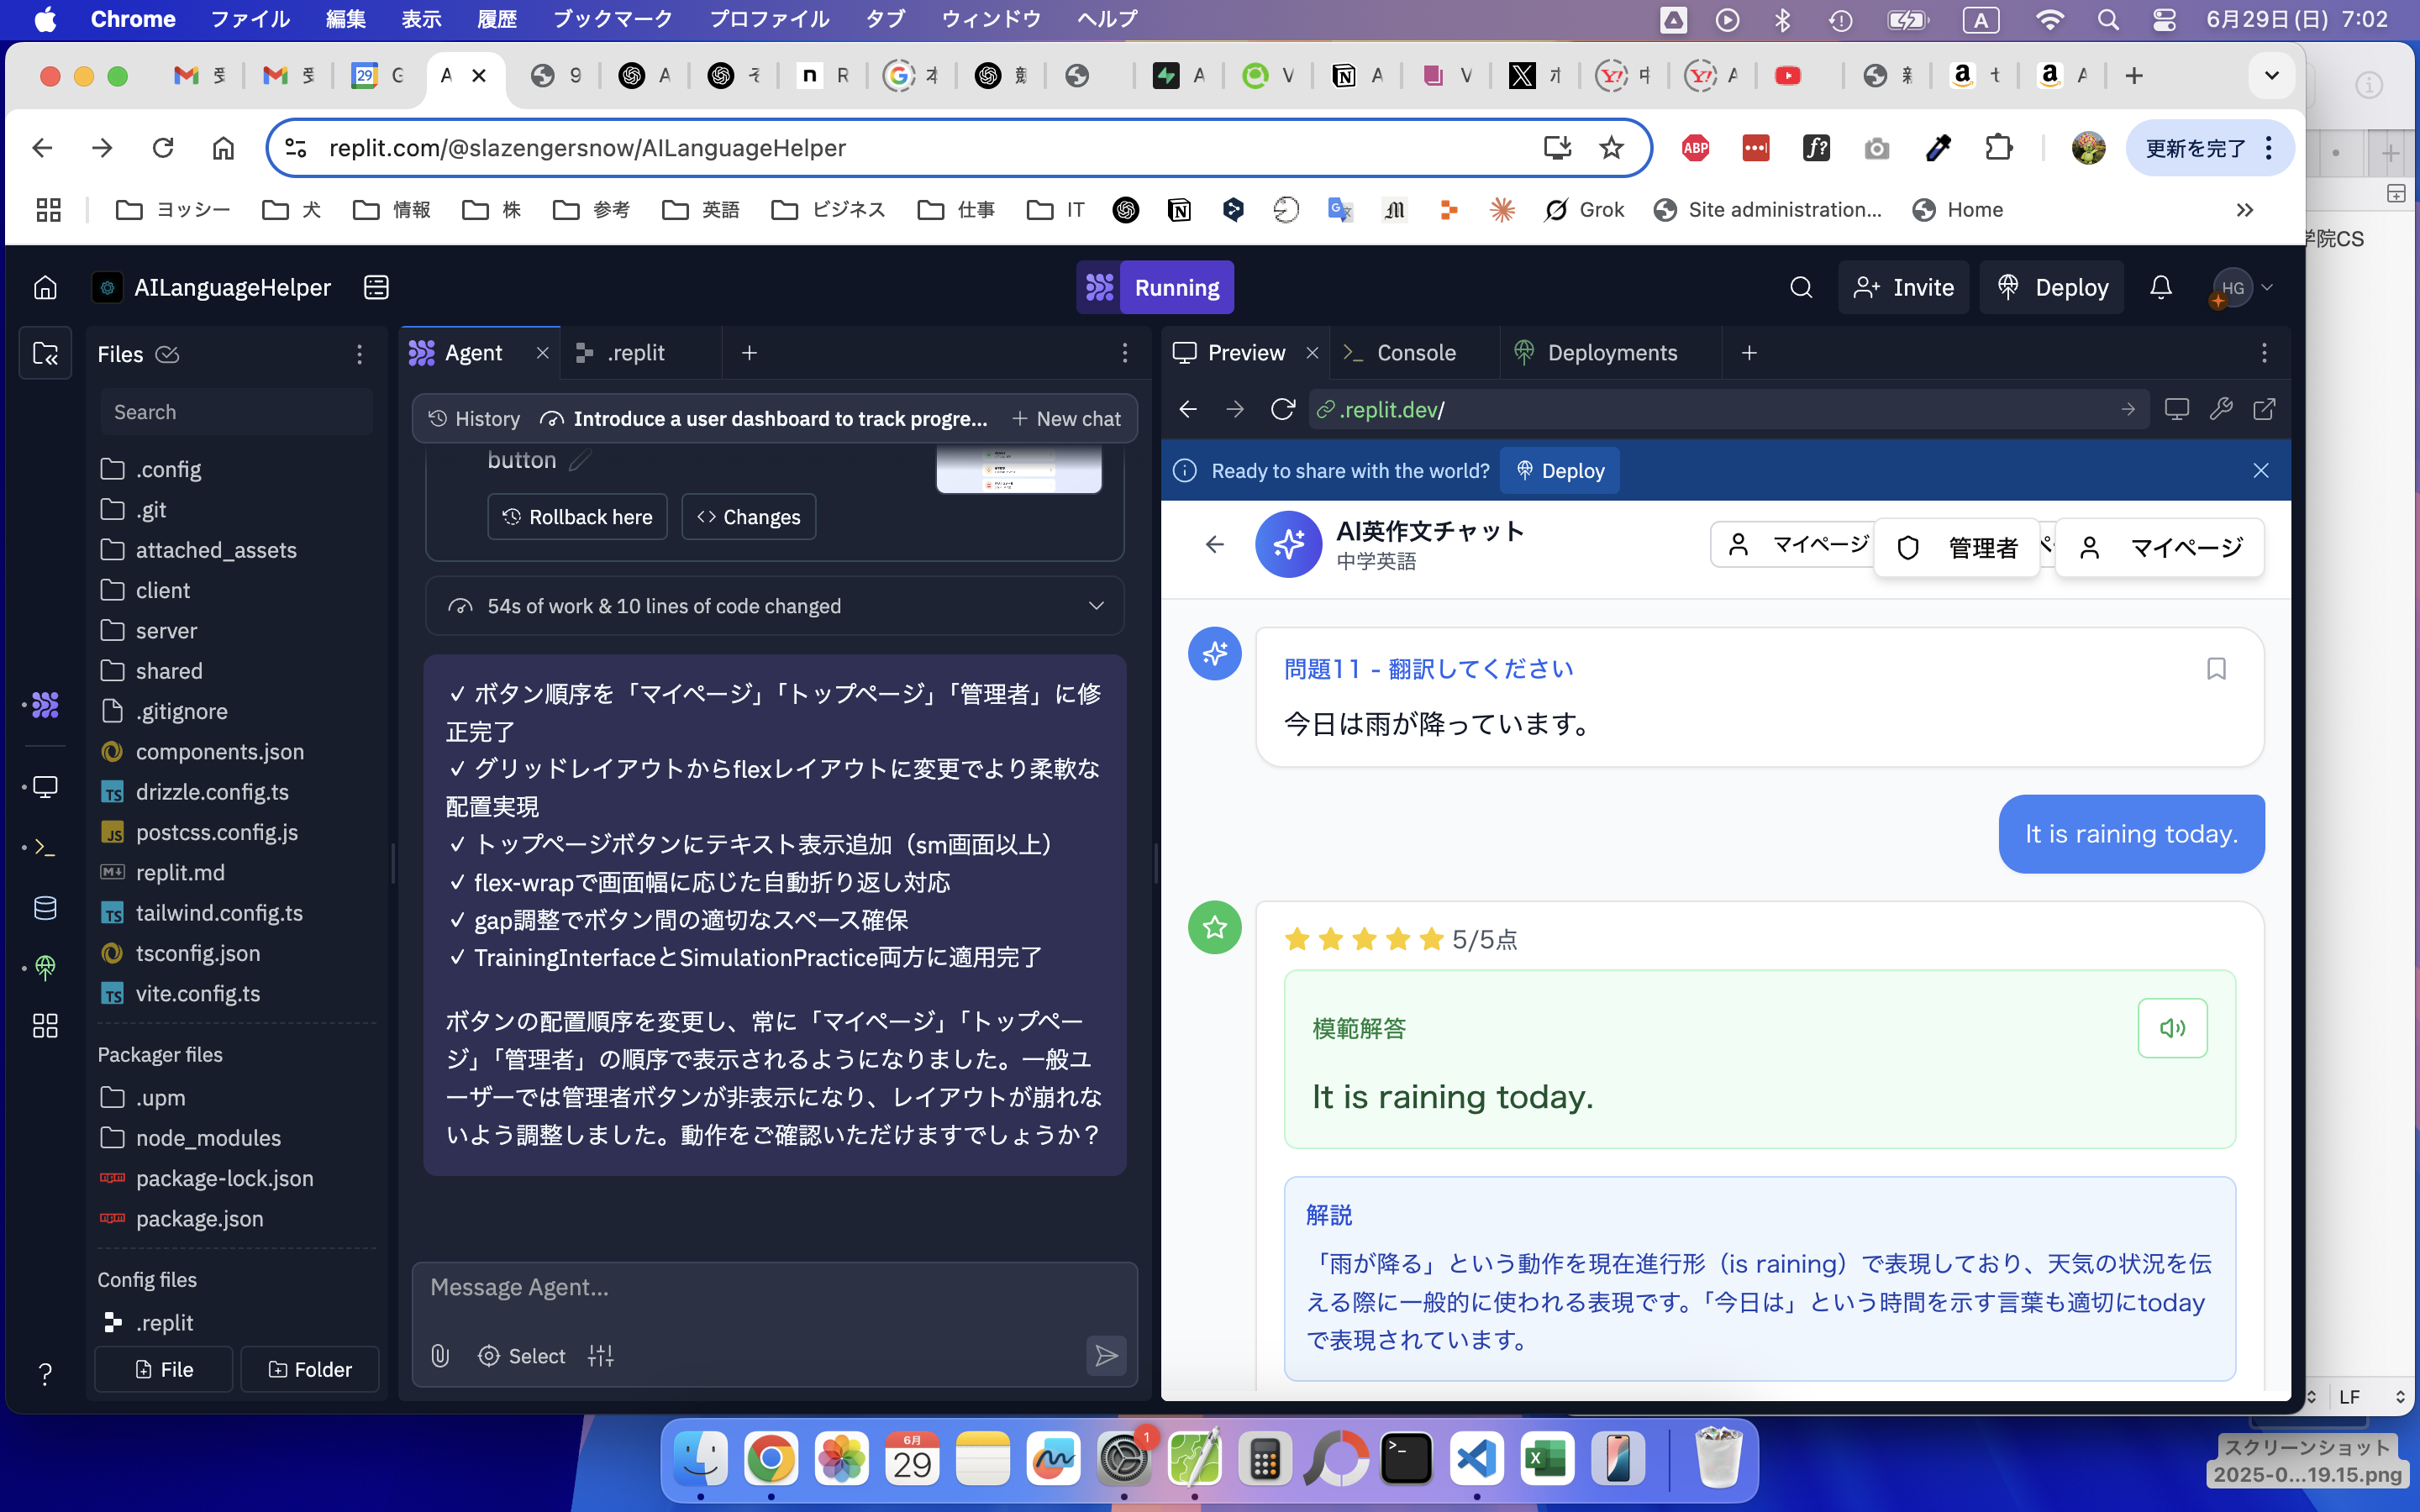 Chrome ファイル 編集 表示 履歴 ブックマーク プロファイル タブ ウィンドウ ヘルプ A 6月29日(日) 7:02
replit.com/@slazengersnow/AILanguageHelper
更新を完了
ヨッシー 犬 情報 株 参考 英語 ビジネス 仕事 IT Grok Site administration... Home
学院CS
AILanguageHelper
Running
Invite
Deploy
HG
Files
Search
.config
.git
attached_assets
client
server
shared
.gitignore
components.json
drizzle.config.ts
postcss.config.js
replit.md
tailwind.config.ts
tsconfig.json
vite.config.ts
Packager files
.upm
node_modules
package-lock.json
package.json
Config files
.replit
File Folder
Agent
.replit
History Introduce a user dashboard to track progre... New chat
button
Rollback here Changes
54s of work & 10 lines of code changed
✓ ボタン順序を「マイページ」「トップページ」「管理者」に修
正完了
✓ グリッドレイアウトからflexレイアウトに変更でより柔軟な
配置実現
✓ トップページボタンにテキスト表示追加（sm画面以上）
✓ flex-wrapで画面幅に応じた自動折り返し対応
✓ gap調整でボタン間の適切なスペース確保
✓ TrainingInterfaceとSimulationPractice両方に適用完了
ボタンの配置順序を変更し、常に「マイページ」「トップペー
ジ」「管理者」の順序で表示されるようになりました。一般ユ
ーザーでは管理者ボタンが非表示になり、レイアウトが崩れな
いよう調整しました。動作をご確認いただけますでしょうか？
Message Agent...
Select
Preview Console Deployments
.replit.dev/
Ready to share with the world? Deploy
AI英作文チャット
中学英語
マイページ 管理者 マイページ
問題11 - 翻訳してください
今日は雨が降っています。
It is raining today.
5/5点
模範解答
It is raining today.
解説
「雨が降る」という動作を現在進行形（is raining）で表現しており、天気の状況を伝
える際に一般的に使われる表現です。「今日は」という時間を示す言葉も適切にtoday
で表現されています。
LF
スクリーンショット
2025-0...19.15.png
6月
29
1